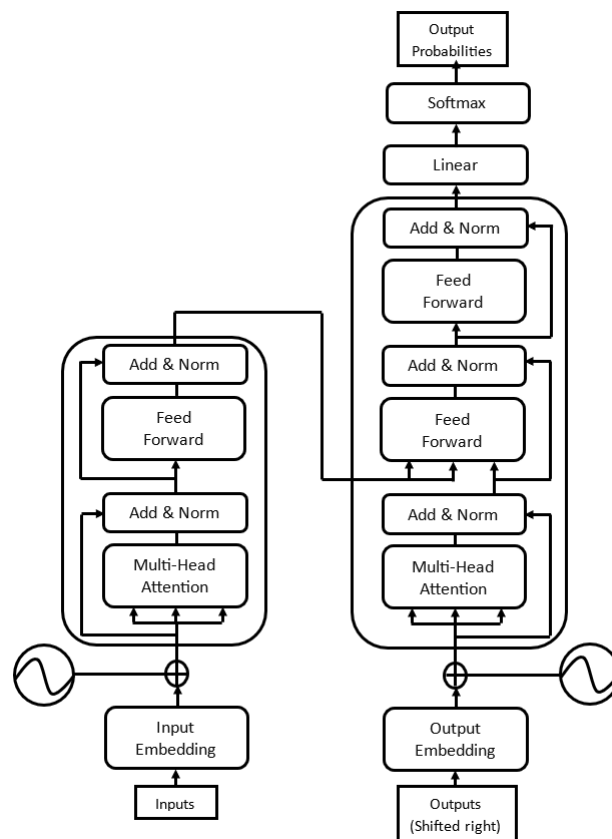 Output
Probabilities
Softmax
Linear
Add & Norm
Feed
Forward
Add & Norm
Feed
Forward
Add & Norm
Multi-Head
Attention
Output
Embedding
Outputs
(Shifted right)
Add & Norm
Feed
Forward
Add & Norm
Multi-Head
Attention
Input
Embedding
Inputs